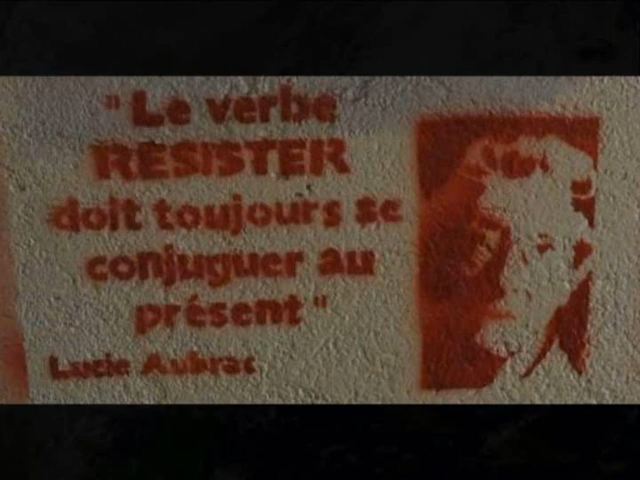 "Le verbe
RESISTER
doit toujours se
conjuguer au
présent"
Lucie Aubrac